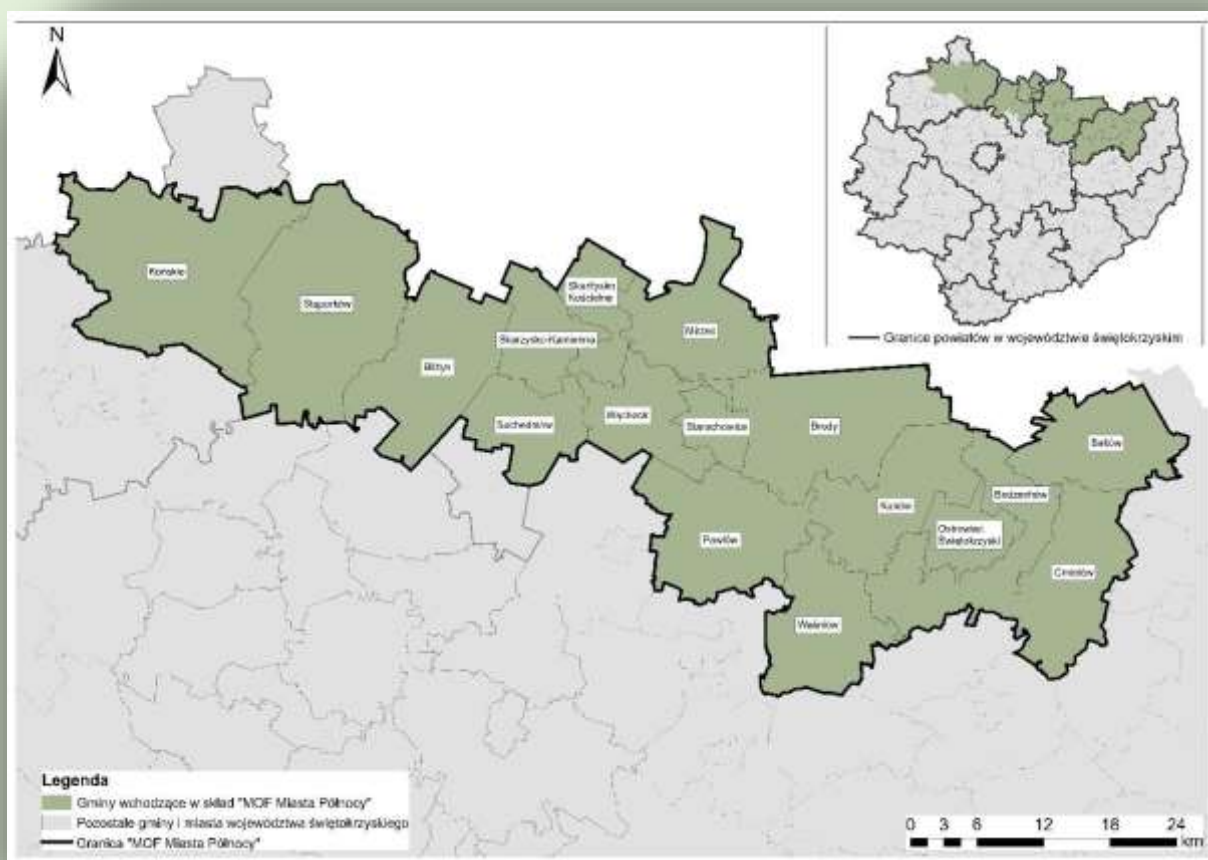 N
Granice powiatów w województwie świętokrzyskim
Końskie
Stąporków
Bliżyn
Skarżysko
Kościelne
Skarżysko-Kamienna
Mirzec
Suchedniów
Wąchock
Starachowice
Brody
Bałtów
Bodzechów
Kunów
Ostrowiec
Świętokrzyski
Pawłów
Ćmielów
Waśniów
Legenda
Gminy wchodzące w skład "MOF Miasta Północy"
Pozostałe gminy i miasta województwa świętokrzyskiego
Granica "MOF Miasta Północy"
0 3 6 12 18 24
km